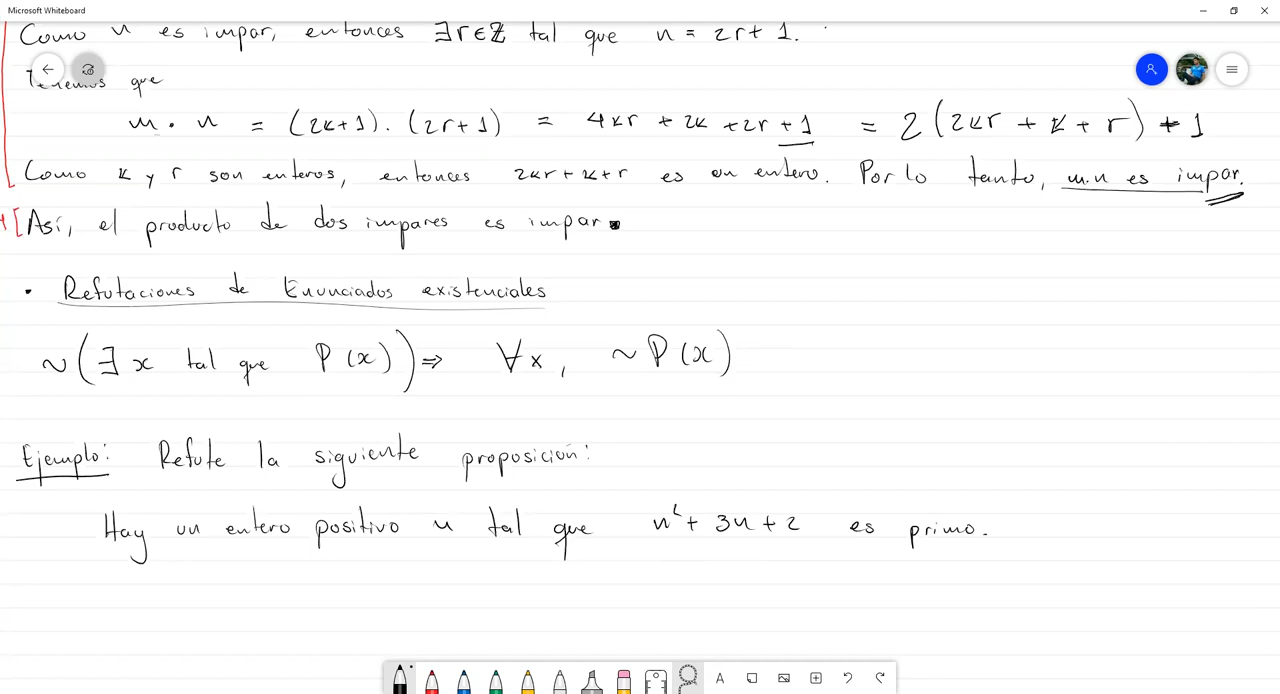 Microsoft Whiteboard
Como n es impar, entonces ∃r∈ℤ tal que n = 2r+1.
Tenemos que
m · n = (2k+1)·(2r+1) = 4kr + 2k + 2r + 1 = 2(2kr + k + r) + 1
Como k y r son enteros, entonces 2kr+k+r es un entero. Por lo tanto, m.n es impar.
Así, el producto de dos impares es impar
• Refutaciones de Enunciados existenciales
~(∃x tal que P(x)) ⇒ ∀x, ~P(x)
Ejemplo: Refute la siguiente proposición:
Hay un entero positivo n tal que n²+3n+2 es primo.
A